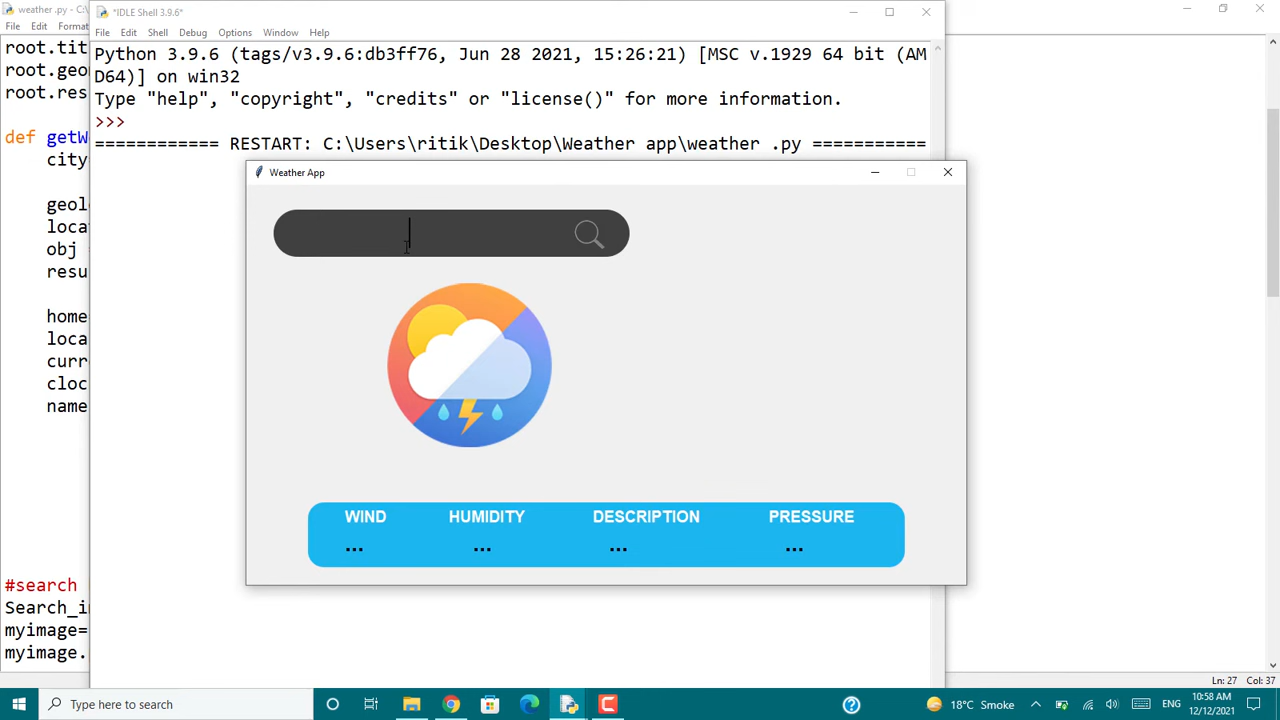 weather .py - C:\
File Edit Format
root.tit
root.geo
root.res
def getW
city
geol
loca
obj =
resu
home
loca
curr
cloc
name
#search
Search_i
myimage=
myimage.
*IDLE Shell 3.9.6*
File Edit Shell Debug Options Window Help
Python 3.9.6 (tags/v3.9.6:db3ff76, Jun 28 2021, 15:26:21) [MSC v.1929 64 bit (AM
D64)] on win32
Type "help", "copyright", "credits" or "license()" for more information.
>>>
============ RESTART: C:\Users\ritik\Desktop\Weather app\weather .py ===========
Weather App
WIND HUMIDITY DESCRIPTION PRESSURE
... ... ... ...
Ln: 27 Col: 37
Type here to search
18°C Smoke
ENG
10:58 AM
12/12/2021